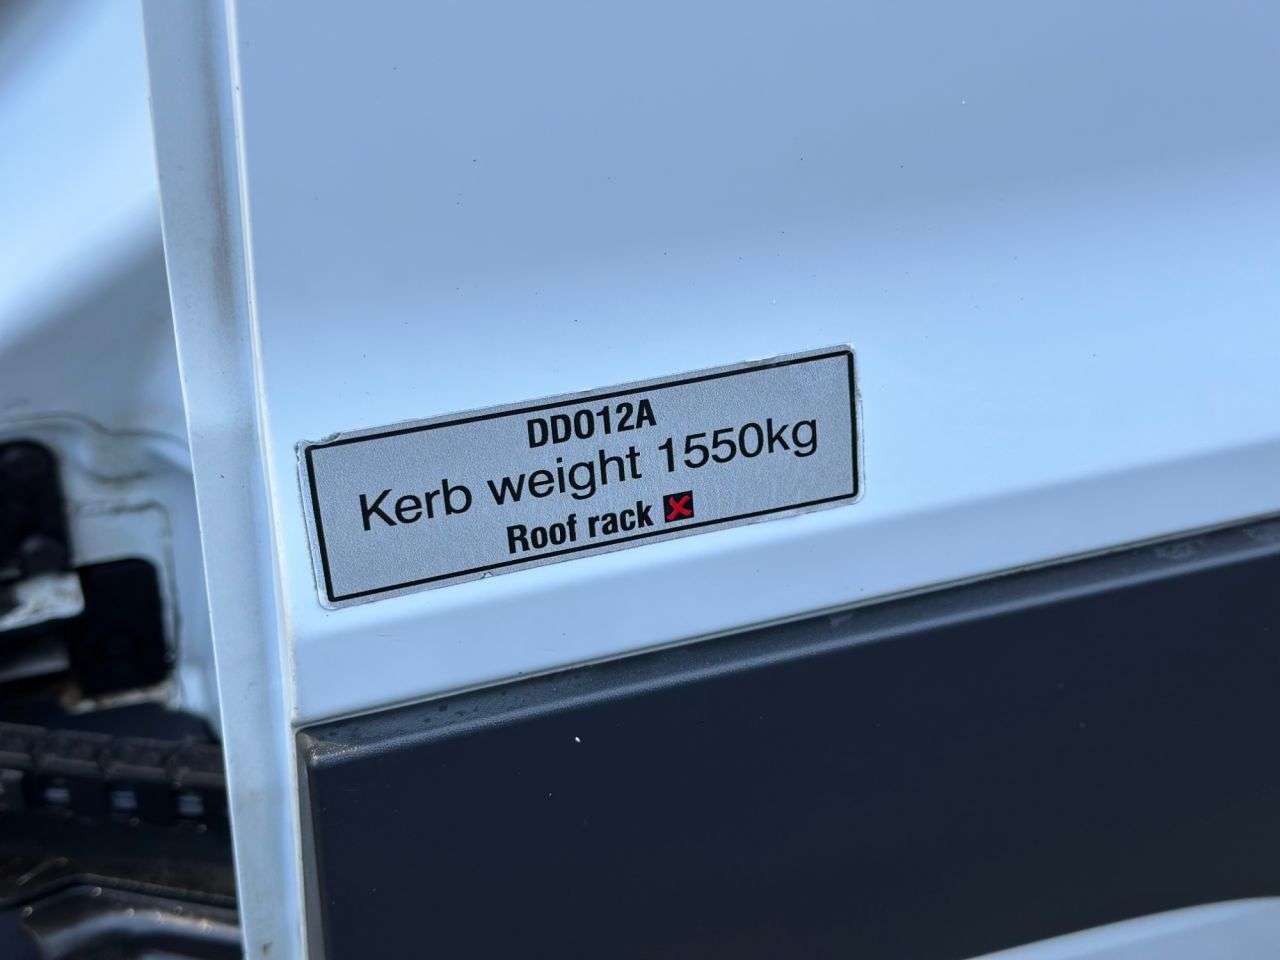 DD012A
Kerb weight 1550kg
Roof rack